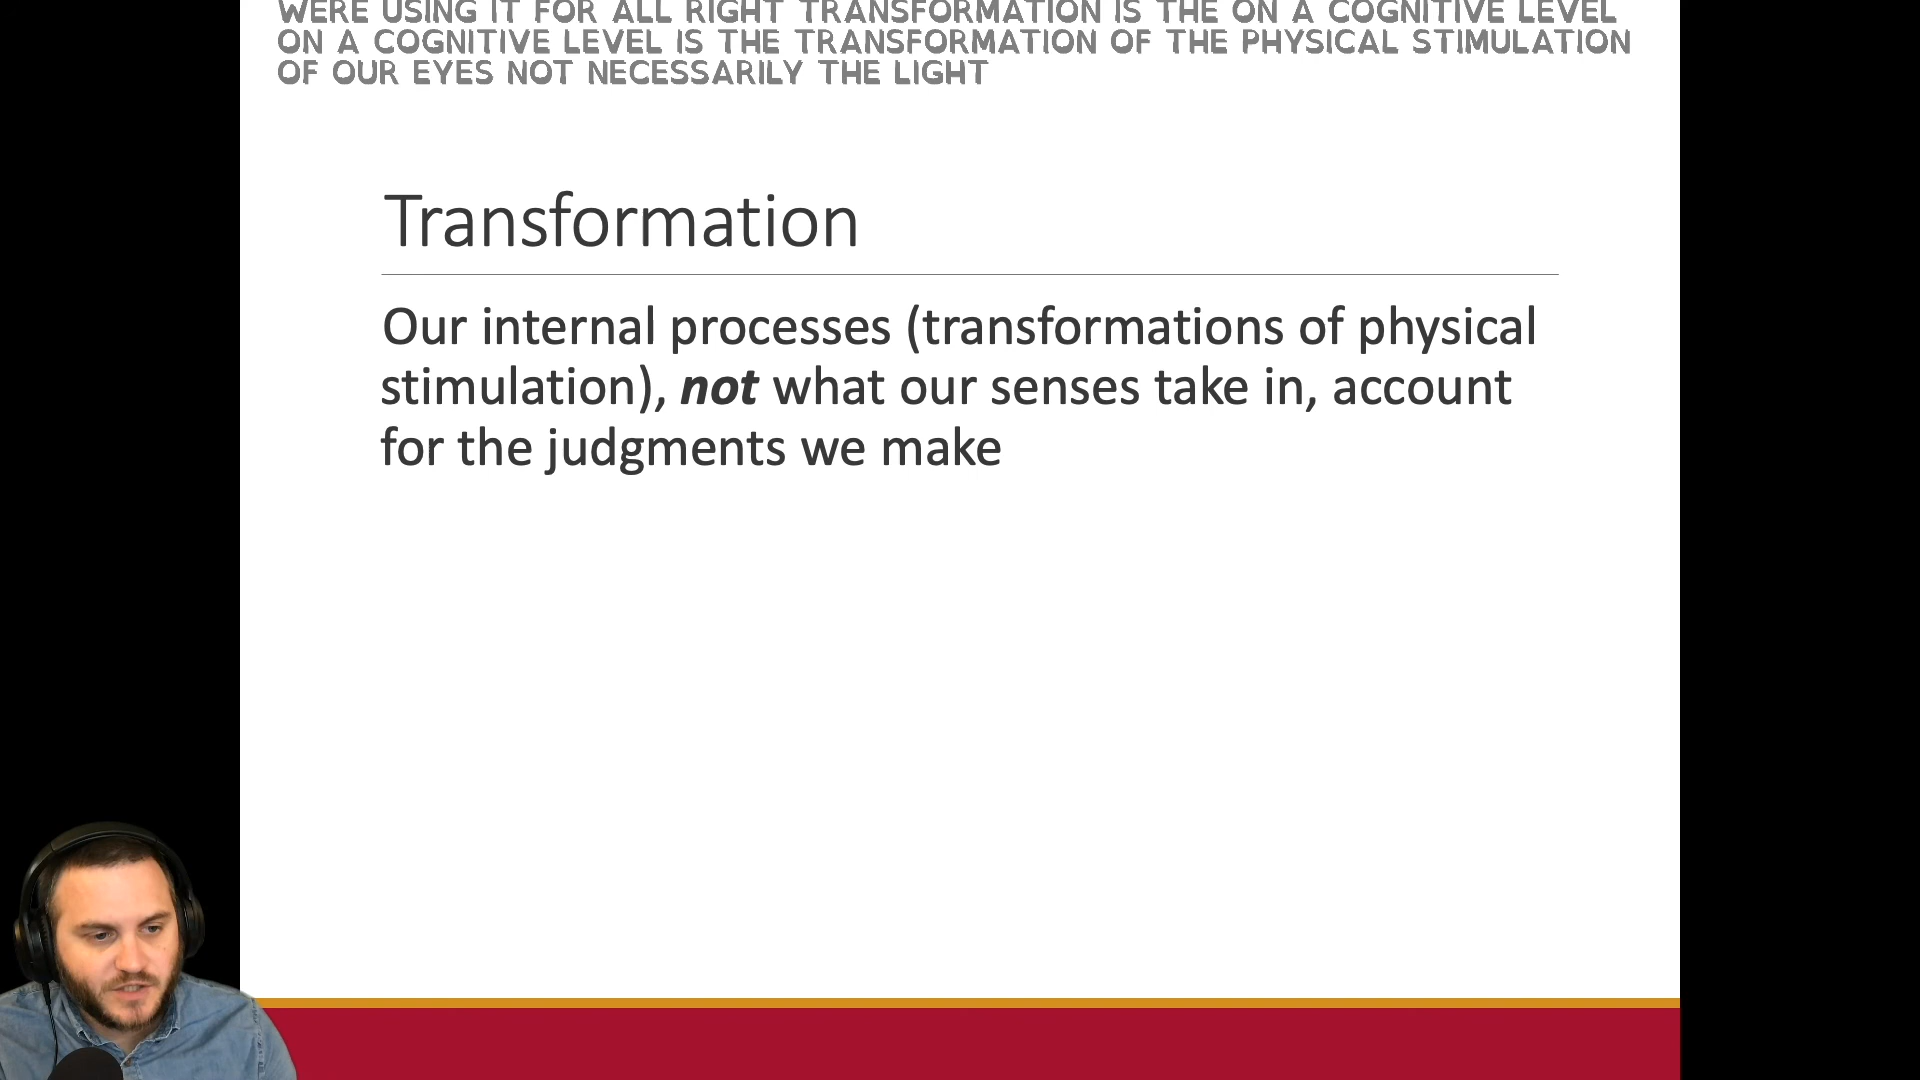 WERE USING IT FOR ALL RIGHT TRANSFORMATION IS THE ON A COGNITIVE LEVEL
ON A COGNITIVE LEVEL IS THE TRANSFORMATION OF THE PHYSICAL STIMULATION
OF OUR EYES NOT NECESSARILY THE LIGHT
Transformation
Our internal processes (transformations of physical
stimulation), not what our senses take in, account
for the judgments we make